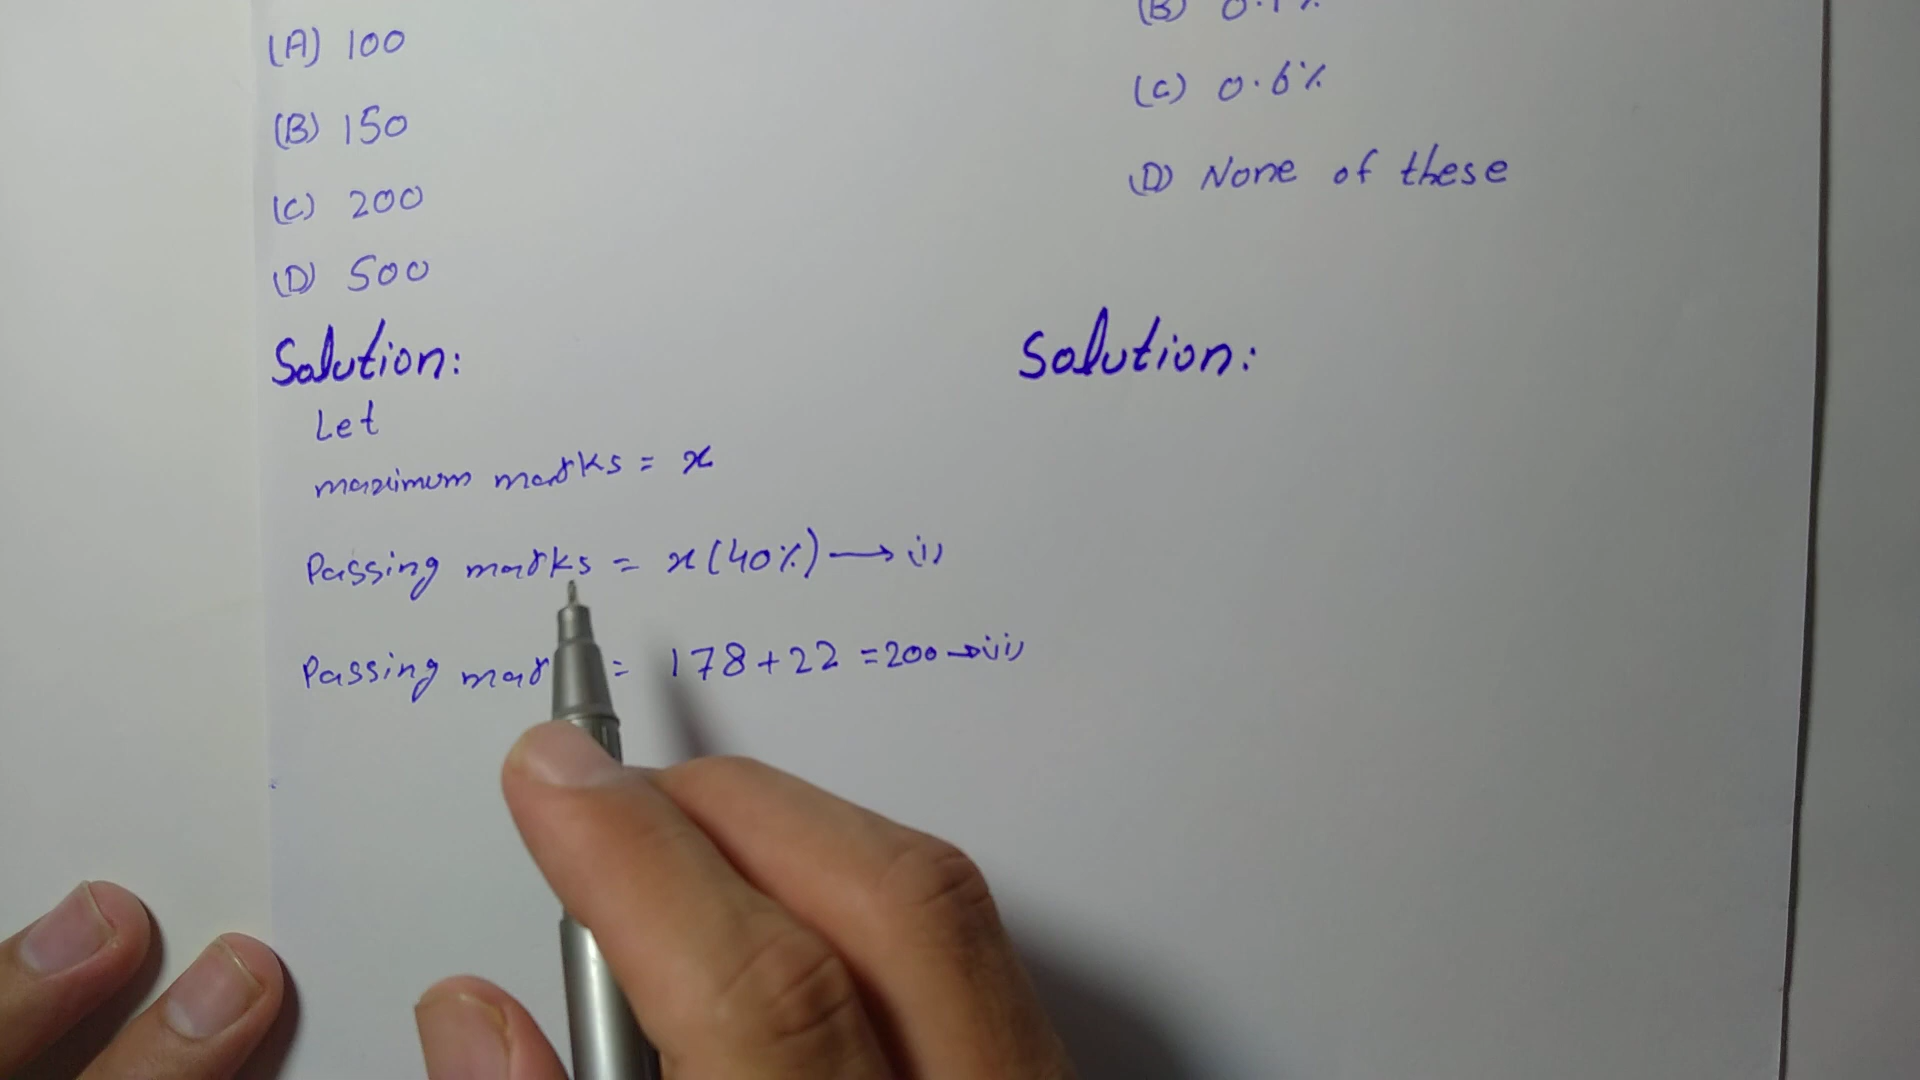 (A) 100
(B) 150
(C) 200
(D) 500
Solution:
Let
maximum marks = x
Passing marks = x(40%) → (i)
Passing = 178+22 = 200 → (ii)
(C) 0.6%
(D) None of these
Solution: